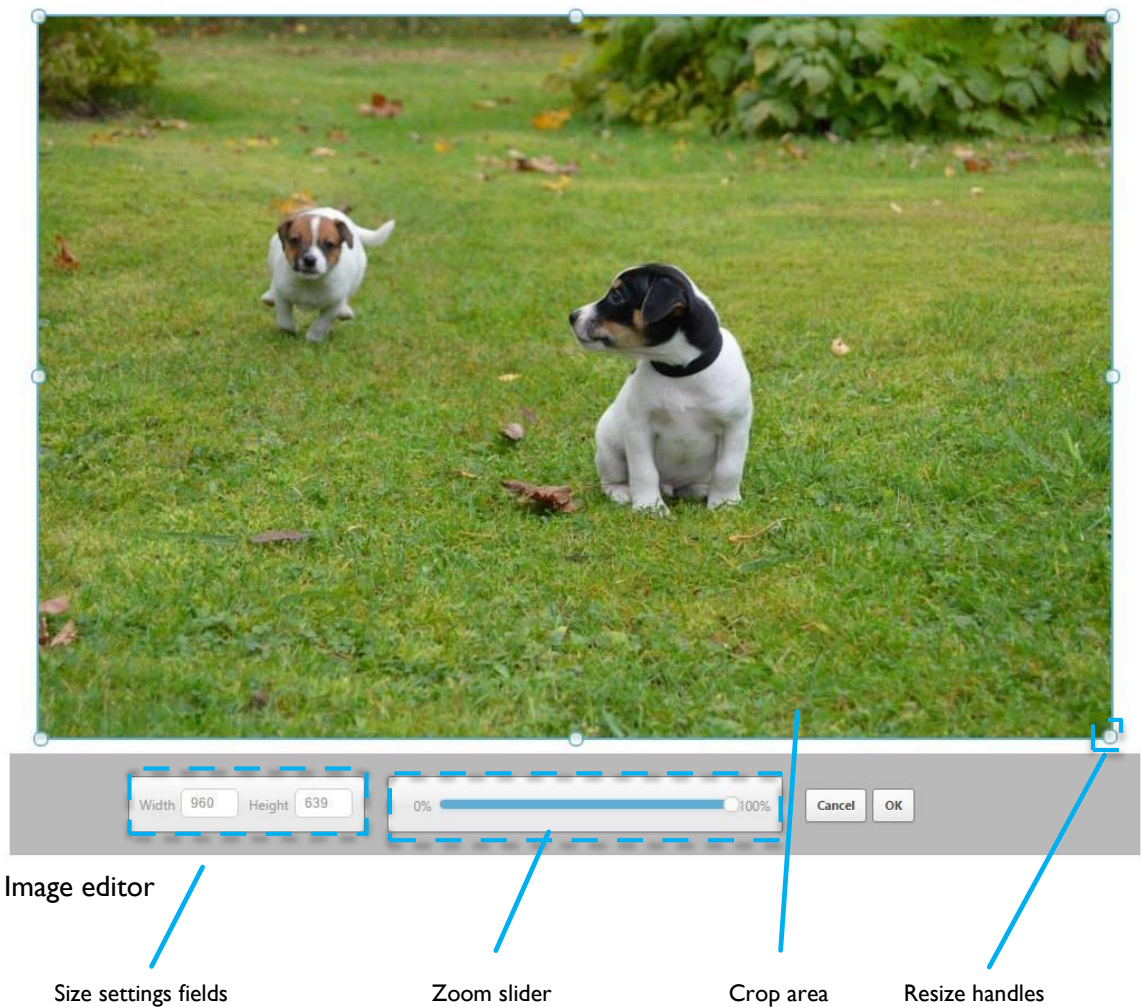 Width 960 Height 639 0% 100% Cancel OK
Image editor
Size settings fields Zoom slider Crop area Resize handles